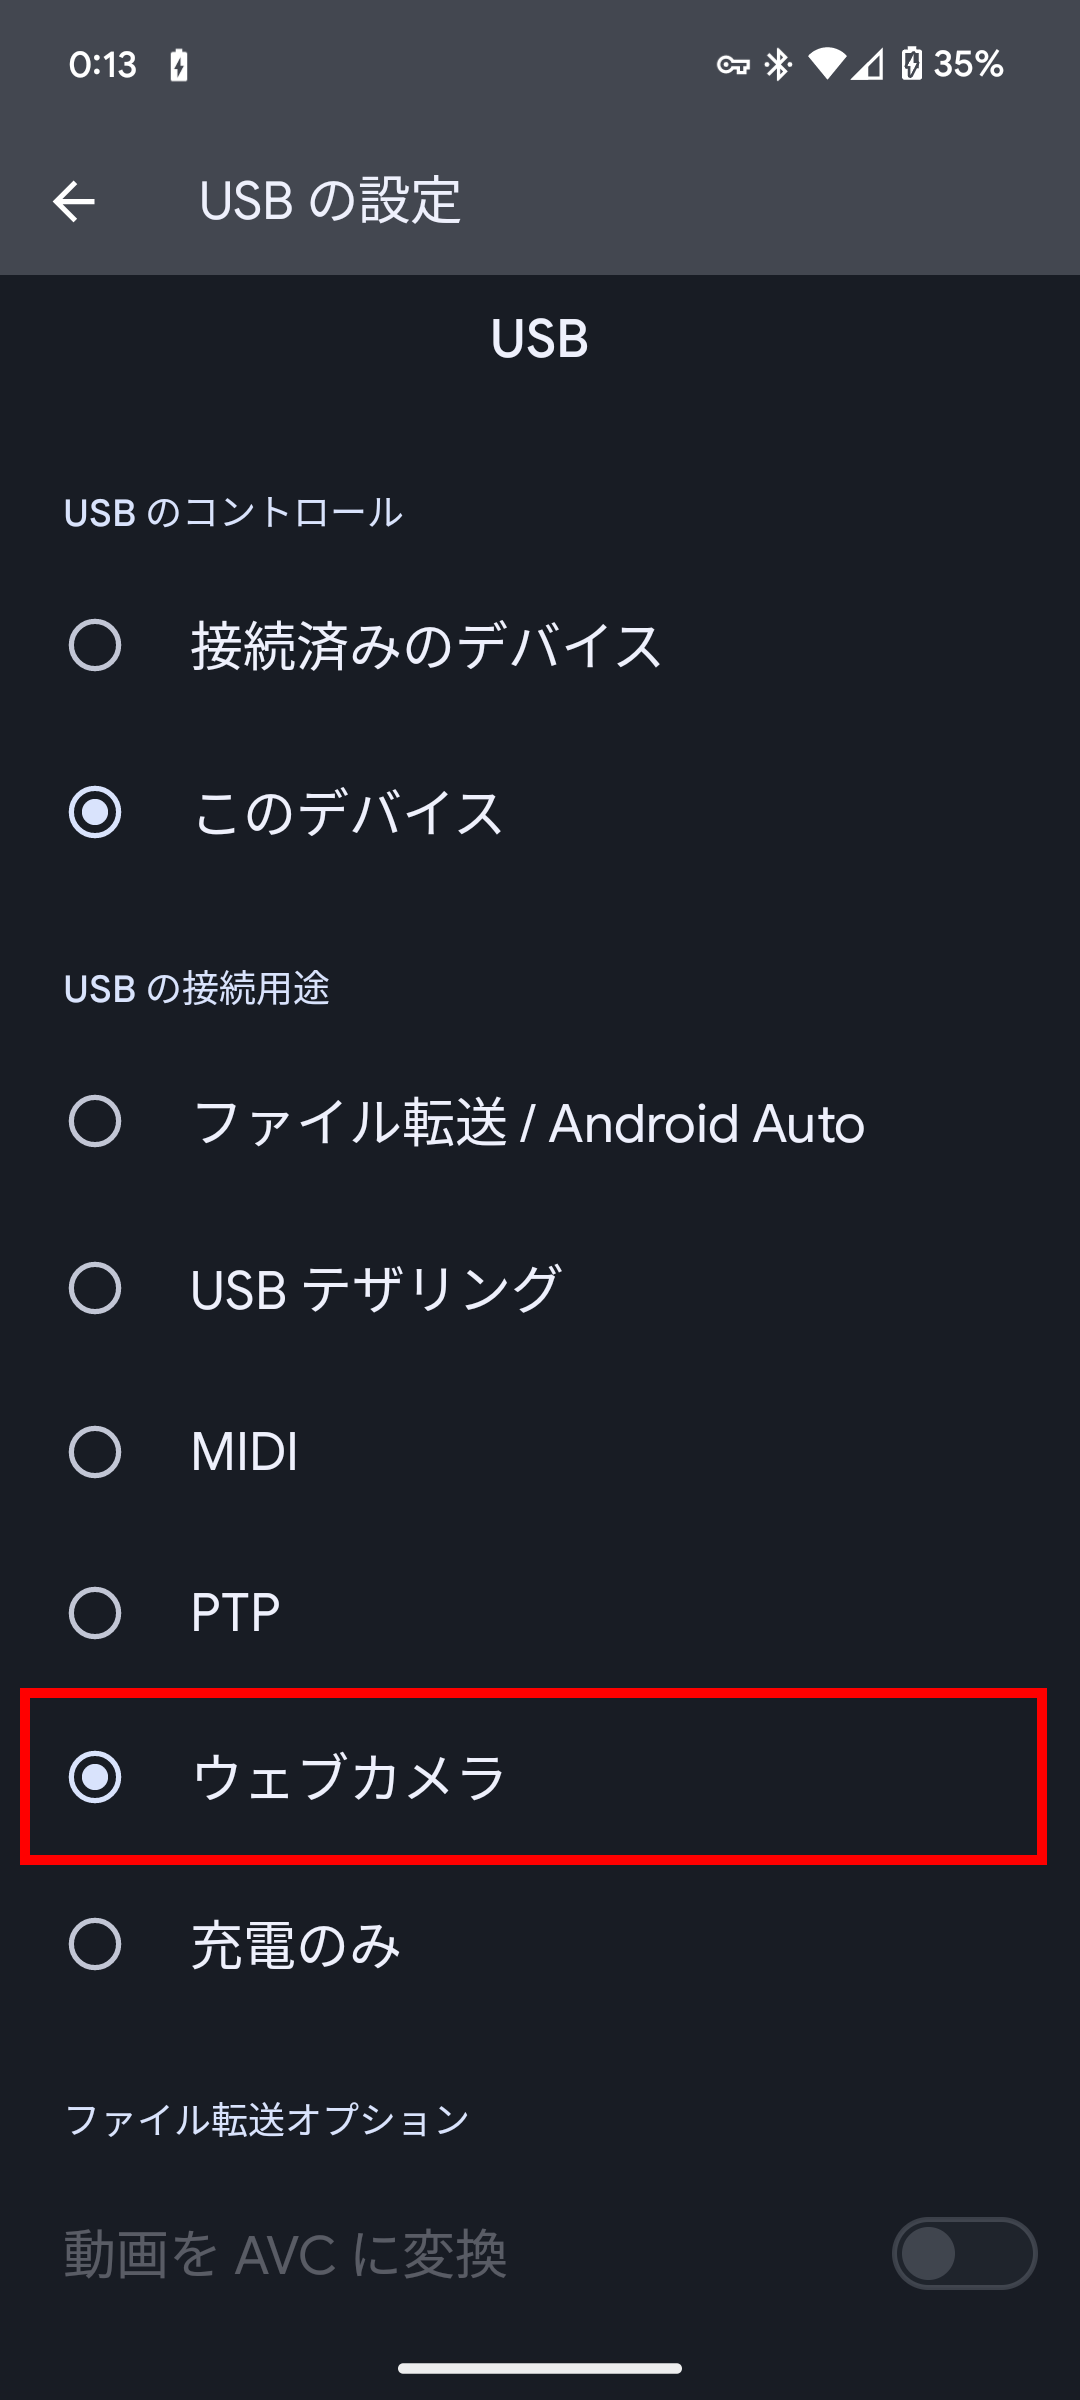 0:13 35%
USB の設定
USB
USB のコントロール
接続済みのデバイス
このデバイス
USB の接続用途
ファイル転送 / Android Auto
USB テザリング
MIDI
PTP
ウェブカメラ
充電のみ
ファイル転送オプション
動画を AVC に変換